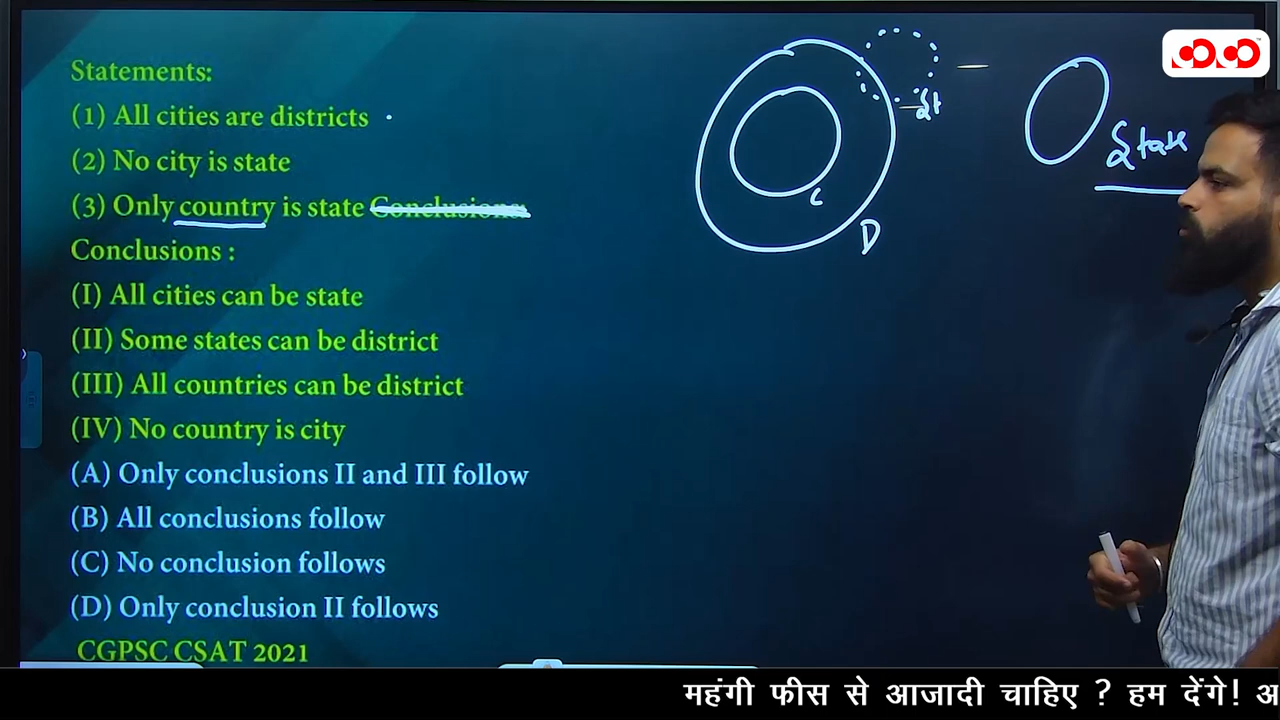 Statements:
(1) All cities are districts
(2) No city is state
(3) Only country is state Conclusions:
Conclusions :
(I) All cities can be state
(II) Some states can be district
(III) All countries can be district
(IV) No country is city
(A) Only conclusions II and III follow
(B) All conclusions follow
(C) No conclusion follows
(D) Only conclusion II follows
CGPSC CSAT 2021
C
D
St
State
महंगी फीस से आजादी चाहिए ? हम देंगे!